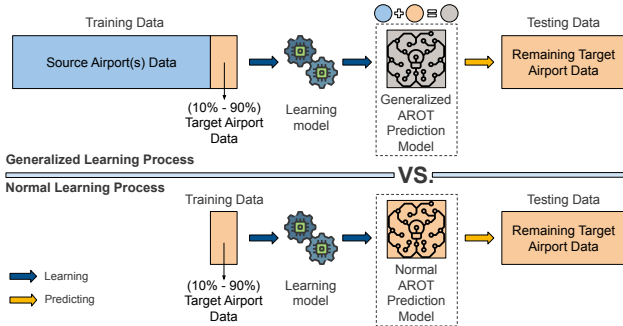 Training Data
+ =
Testing Data
Source Airport(s) Data
Remaining Target
Airport Data
(10% - 90%)
Target Airport
Data
Learning
model
Generalized
AROT
Prediction
Model
Generalized Learning Process
VS.
Normal Learning Process
Training Data
Testing Data
Remaining Target
Airport Data
Learning
Predicting
(10% - 90%)
Target Airport
Data
Learning
model
Normal
AROT
Prediction
Model